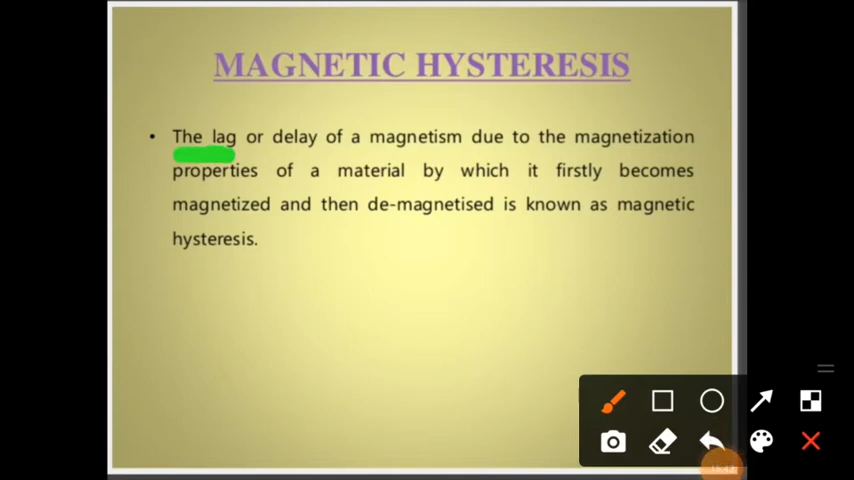 MAGNETIC HYSTERESIS
• The lag or delay of a magnetism due to the magnetization
properties of a material by which it firstly becomes
magnetized and then de-magnetised is known as magnetic
hysteresis.